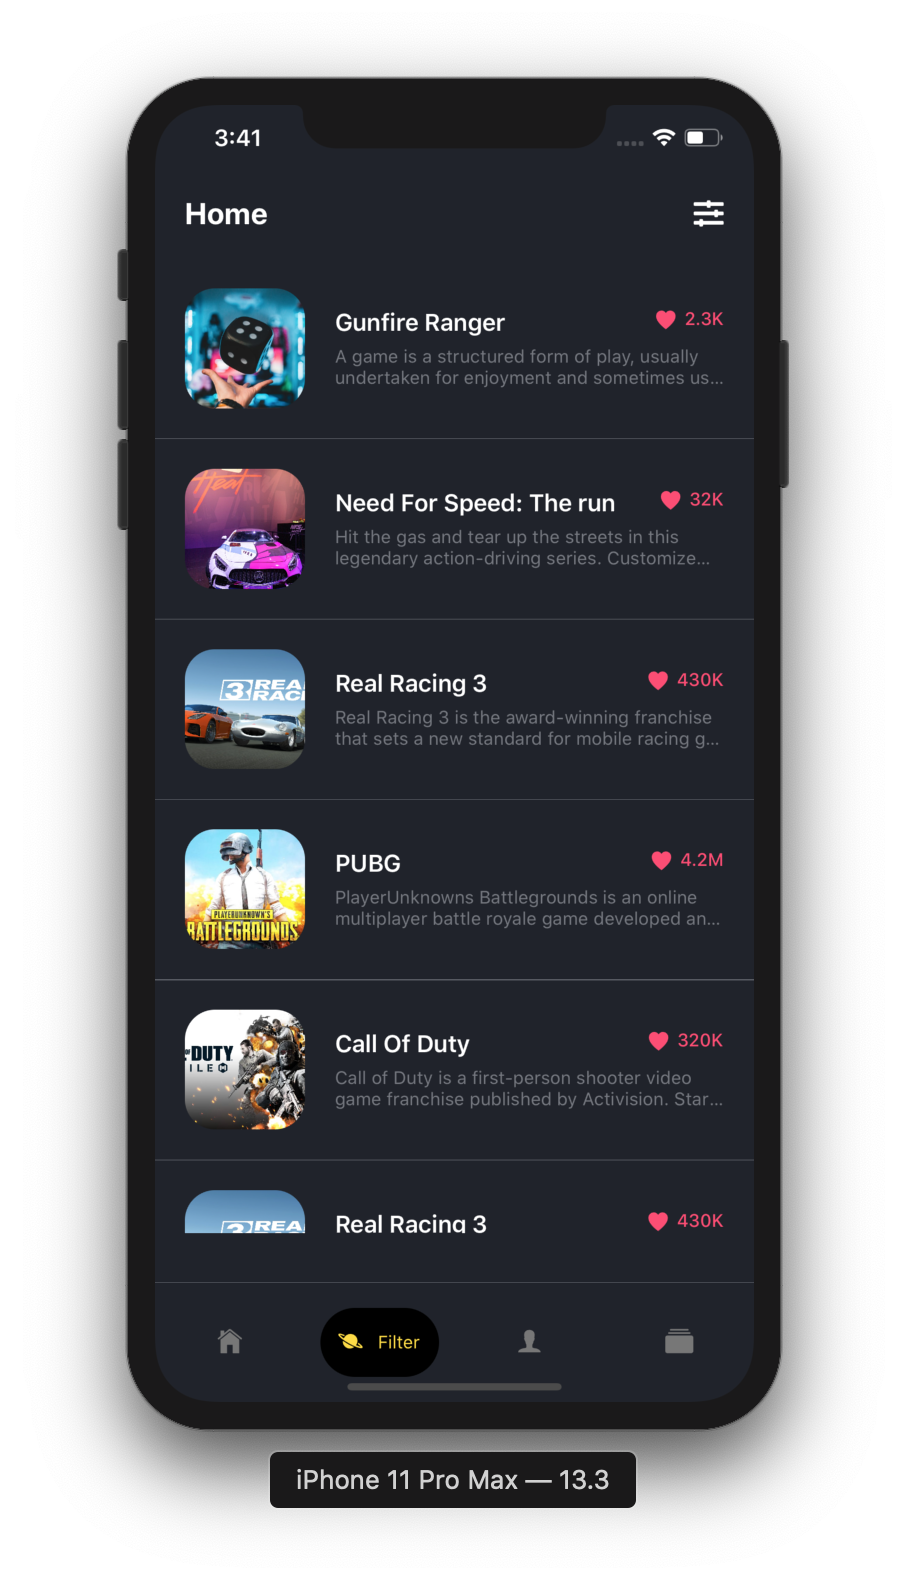 3:41
Home
Gunfire Ranger
2.3K
A game is a structured form of play, usually
undertaken for enjoyment and sometimes us...
Heat
Need For Speed: The run
32K
Hit the gas and tear up the streets in this
legendary action-driving series. Customize...
3 REA
RACI
Real Racing 3
430K
Real Racing 3 is the award-winning franchise
that sets a new standard for mobile racing g...
PLAYERUNKNOWN'S
BATTLEGROUNDS
PUBG
4.2M
PlayerUnknowns Battlegrounds is an online
multiplayer battle royale game developed an...
DUTY
ILE
Call Of Duty
320K
Call of Duty is a first-person shooter video
game franchise published by Activision. Star...
3 REA
Real Racing 3
430K
Filter
iPhone 11 Pro Max — 13.3